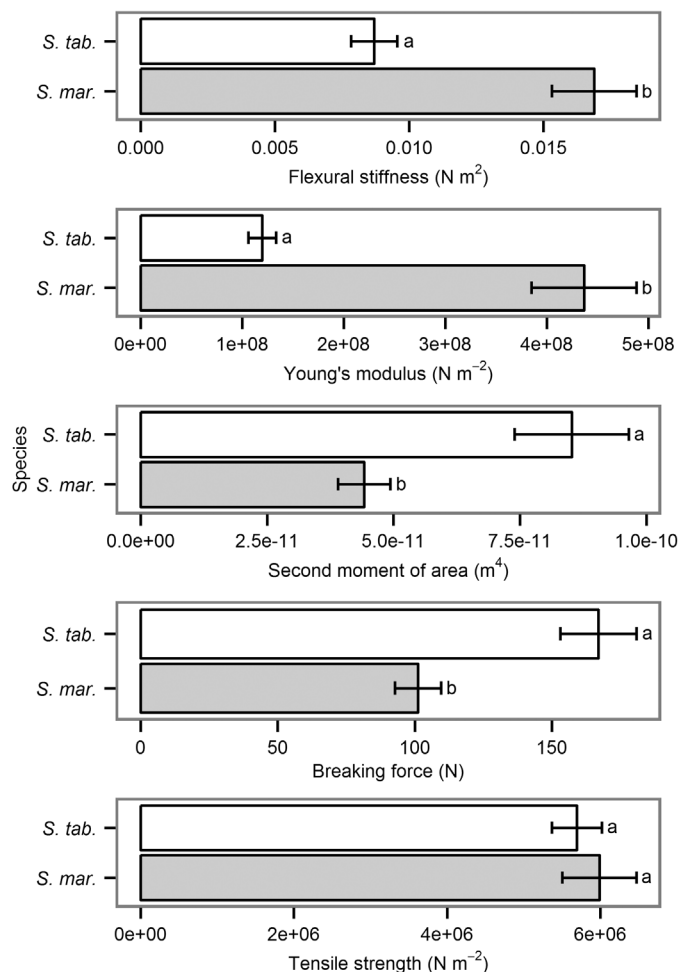 S. tab.
a
S. mar.
b
0.000 0.005 0.010 0.015
Flexural stiffness (N m²)
S. tab.
a
S. mar.
b
0e+00 1e+08 2e+08 3e+08 4e+08 5e+08
Young's modulus (N m⁻²)
Species
S. tab.
a
S. mar.
b
0.0e+00 2.5e-11 5.0e-11 7.5e-11 1.0e-10
Second moment of area (m⁴)
S. tab.
a
S. mar.
b
0 50 100 150
Breaking force (N)
S. tab.
a
S. mar.
a
0e+00 2e+06 4e+06 6e+06
Tensile strength (N m⁻²)